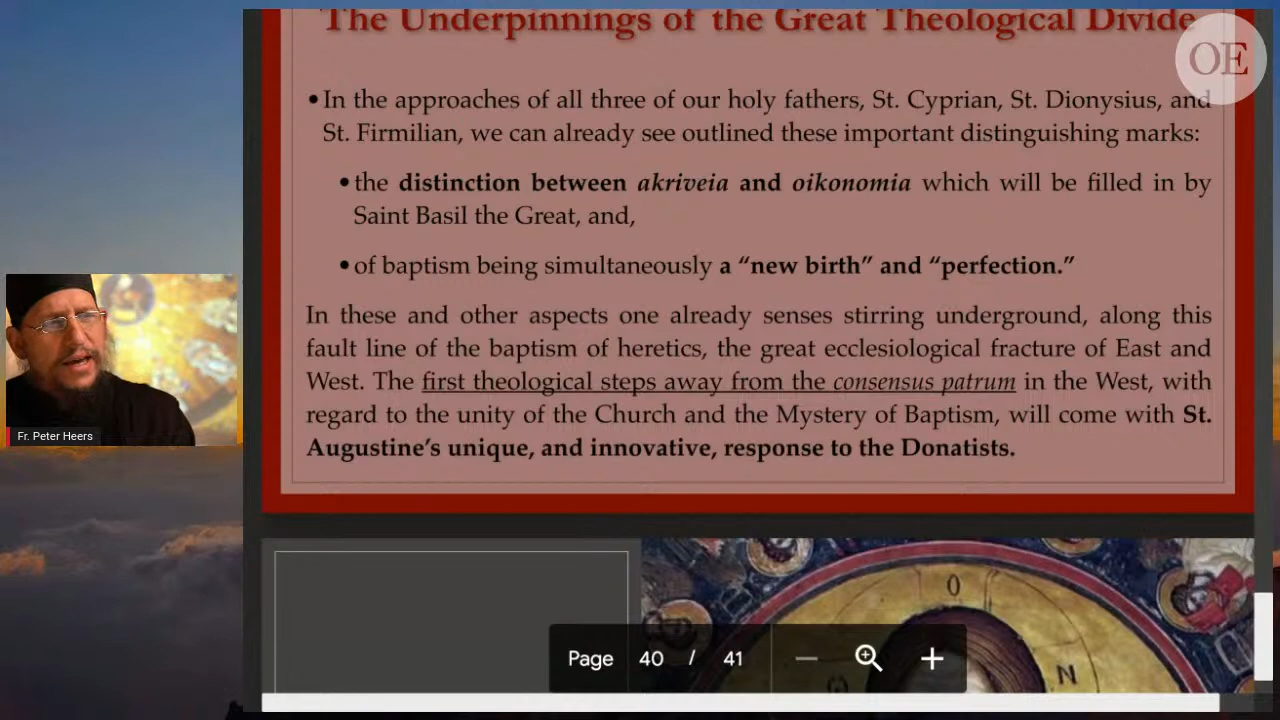 The Underpinnings of the Great Theological Divide
OE
• In the approaches of all three of our holy fathers, St. Cyprian, St. Dionysius, and
St. Firmilian, we can already see outlined these important distinguishing marks:
• the distinction between akriveia and oikonomia which will be filled in by
Saint Basil the Great, and,
• of baptism being simultaneously a “new birth” and “perfection.”
In these and other aspects one already senses stirring underground, along this
fault line of the baptism of heretics, the great ecclesiological fracture of East and
West. The first theological steps away from the consensus patrum in the West, with
regard to the unity of the Church and the Mystery of Baptism, will come with St.
Augustine’s unique, and innovative, response to the Donatists.
Fr. Peter Heers
Ο
Ν
Page 40 / 41